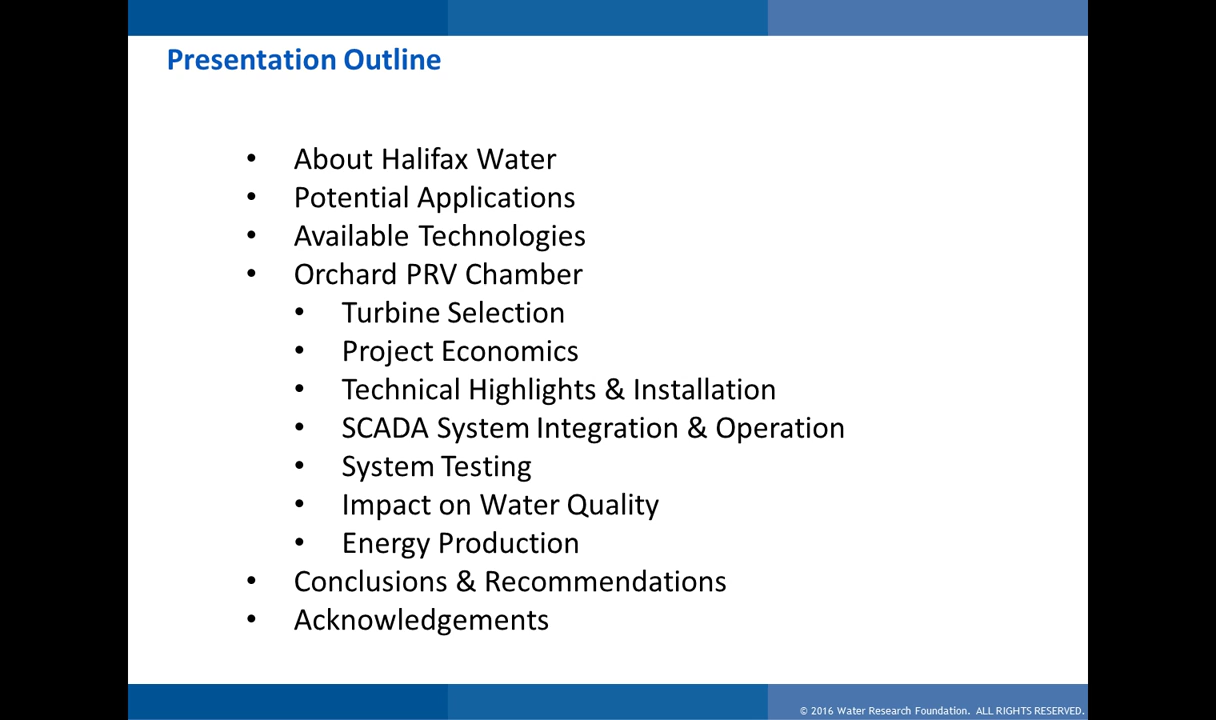 Presentation Outline
• About Halifax Water
• Potential Applications
• Available Technologies
• Orchard PRV Chamber
• Turbine Selection
• Project Economics
• Technical Highlights & Installation
• SCADA System Integration & Operation
• System Testing
• Impact on Water Quality
• Energy Production
• Conclusions & Recommendations
• Acknowledgements
© 2016 Water Research Foundation. ALL RIGHTS RESERVED.